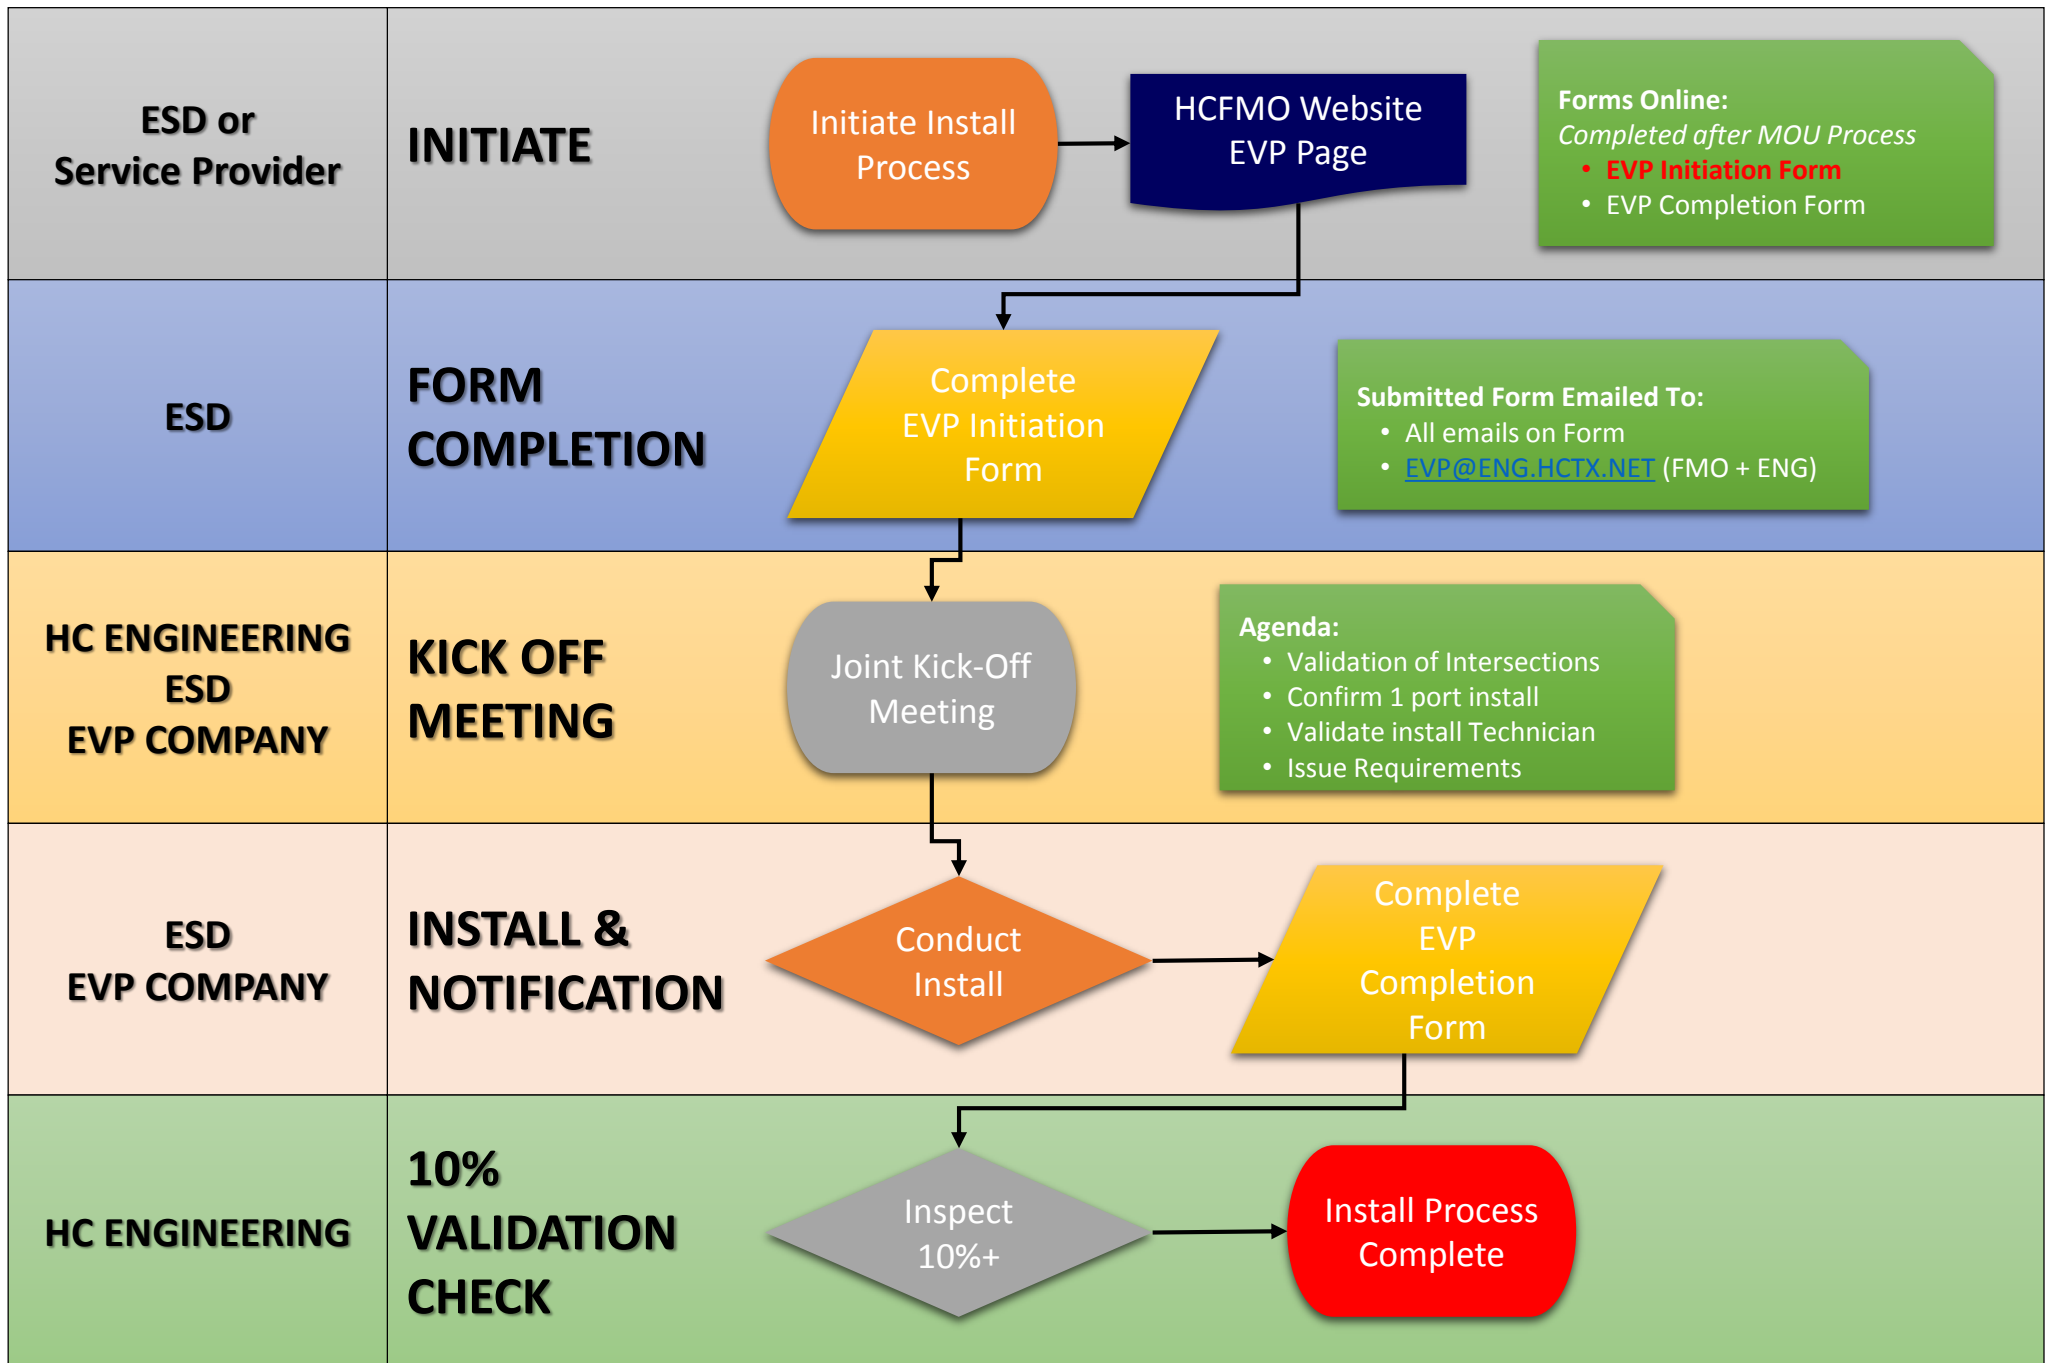 ESD or
Service Provider
INITIATE
Initiate Install
Process
HCFMO Website
EVP Page
Forms Online:
Completed after MOU Process
• EVP Initiation Form
• EVP Completion Form
ESD
FORM
COMPLETION
Complete
EVP Initiation
Form
Submitted Form Emailed To:
• All emails on Form
• EVP@ENG.HCTX.NET (FMO + ENG)
HC ENGINEERING
ESD
EVP COMPANY
KICK OFF
MEETING
Joint Kick-Off
Meeting
Agenda:
• Validation of Intersections
• Confirm 1 port install
• Validate install Technician
• Issue Requirements
ESD
EVP COMPANY
INSTALL &
NOTIFICATION
Conduct
Install
Complete
EVP
Completion
Form
HC ENGINEERING
10%
VALIDATION
CHECK
Inspect
10%+
Install Process
Complete